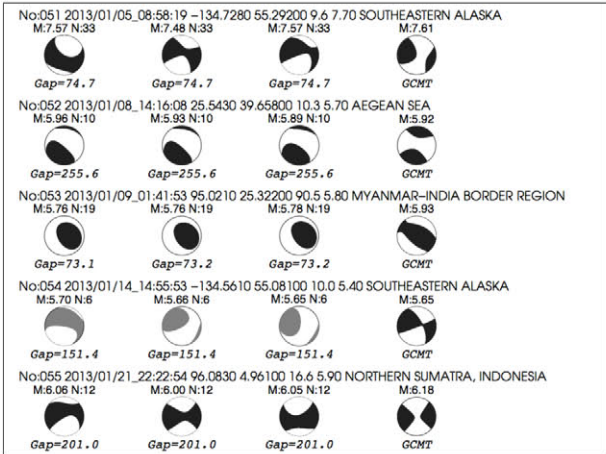 No:051 2013/01/05_08:58:19 −134.7280 55.29200 9.6 7.70 SOUTHEASTERN ALASKA
M:7.57 N:33 M:7.48 N:33 M:7.57 N:33 M:7.61
Gap=74.7 Gap=74.7 Gap=74.7 GCMT
No:052 2013/01/08_14:16:08 25.5430 39.65800 10.3 5.70 AEGEAN SEA
M:5.96 N:10 M:5.93 N:10 M:5.89 N:10 M:5.92
Gap=255.6 Gap=255.6 Gap=255.6 GCMT
No:053 2013/01/09_01:41:53 95.0210 25.32200 90.5 5.80 MYANMAR−INDIA BORDER REGION
M:5.76 N:19 M:5.76 N:19 M:5.78 N:19 M:5.93
Gap=73.1 Gap=73.2 Gap=73.2 GCMT
No:054 2013/01/14_14:55:53 −134.5610 55.08100 10.0 5.40 SOUTHEASTERN ALASKA
M:5.70 N:6 M:5.66 N:6 M:5.65 N:6 M:5.65
Gap=151.4 Gap=151.4 Gap=151.4 GCMT
No:055 2013/01/21_22:22:54 96.0830 4.96100 16.6 5.90 NORTHERN SUMATRA, INDONESIA
M:6.06 N:12 M:6.00 N:12 M:6.05 N:12 M:6.18
Gap=201.0 Gap=201.0 Gap=201.0 GCMT